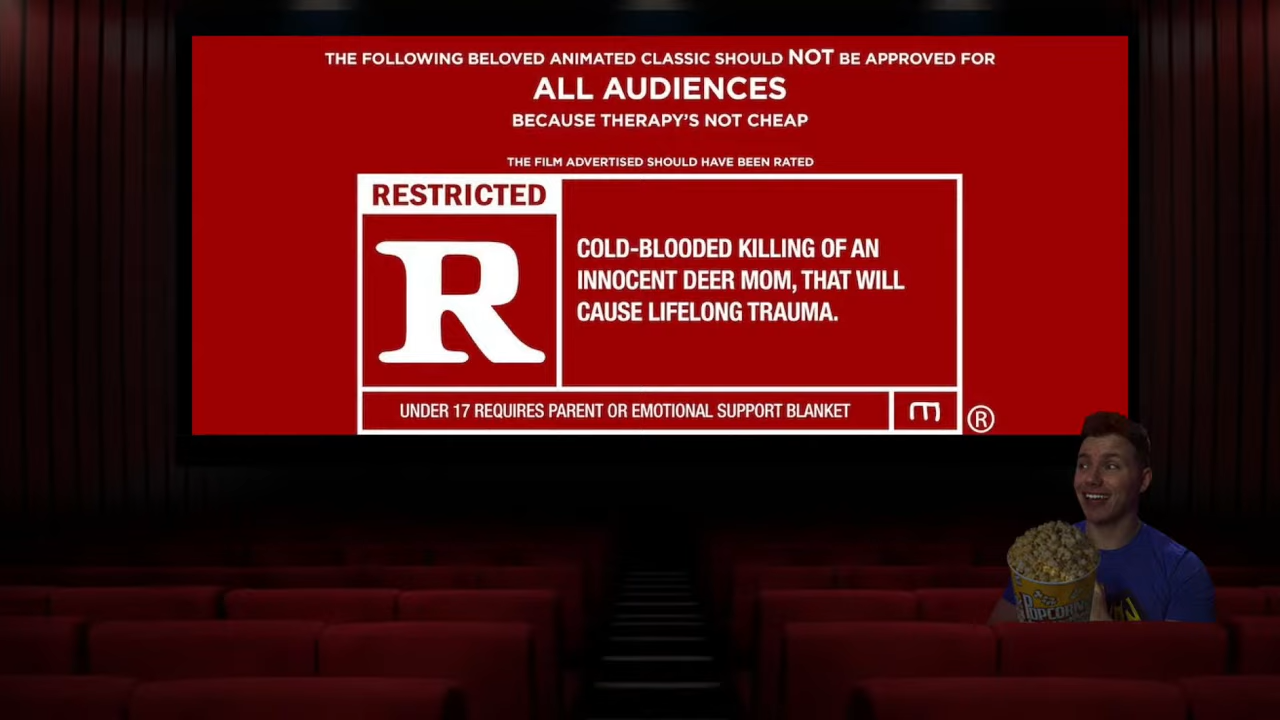 THE FOLLOWING BELOVED ANIMATED CLASSIC SHOULD NOT BE APPROVED FOR
ALL AUDIENCES
BECAUSE THERAPY'S NOT CHEAP
THE FILM ADVERTISED SHOULD HAVE BEEN RATED
RESTRICTED
R
COLD-BLOODED KILLING OF AN
INNOCENT DEER MOM, THAT WILL
CAUSE LIFELONG TRAUMA.
UNDER 17 REQUIRES PARENT OR EMOTIONAL SUPPORT BLANKET
m
®
POPCORN